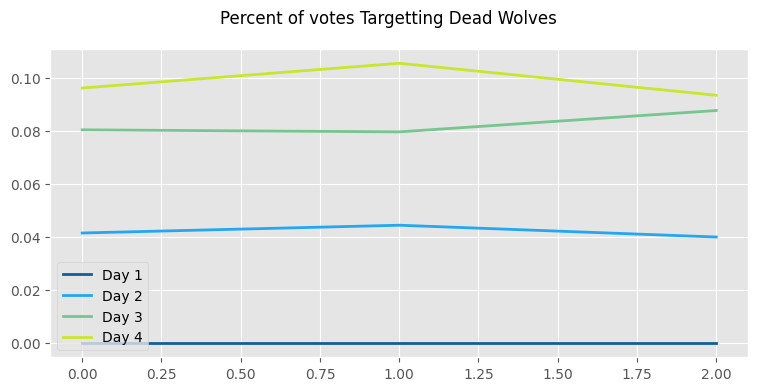 Percent of votes Targetting Dead Wolves
0.10
0.08
0.06
0.04
0.02
0.00
Day 1
Day 2
Day 3
Day 4
0.00 0.25 0.50 0.75 1.00 1.25 1.50 1.75 2.00